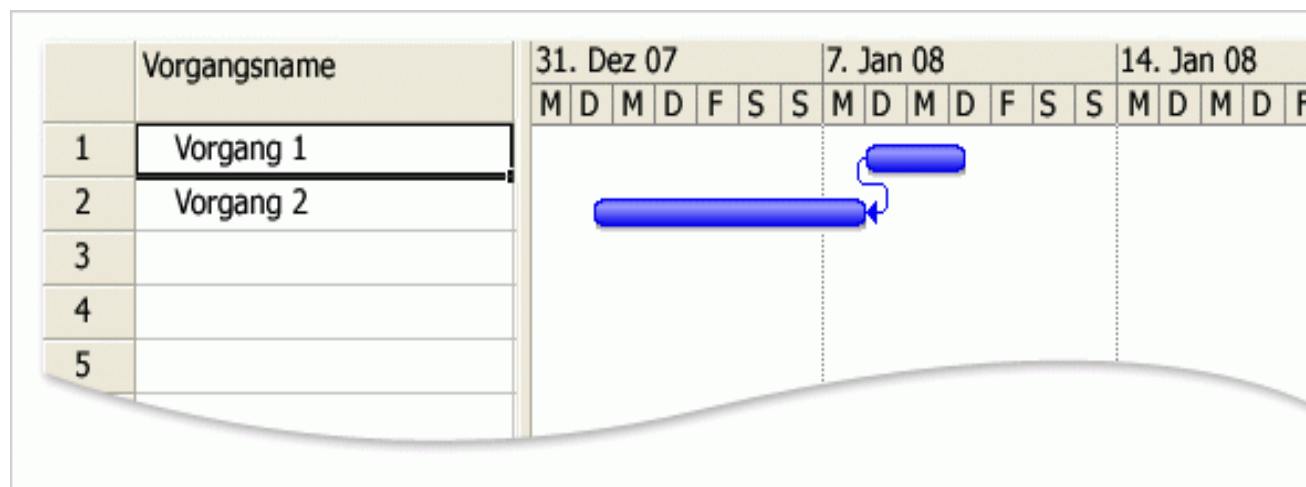 Vorgangsname
31. Dez 07 7. Jan 08 14. Jan 08
M D M D F S S M D M D F S S M D M D F
1 Vorgang 1
2 Vorgang 2
3
4
5